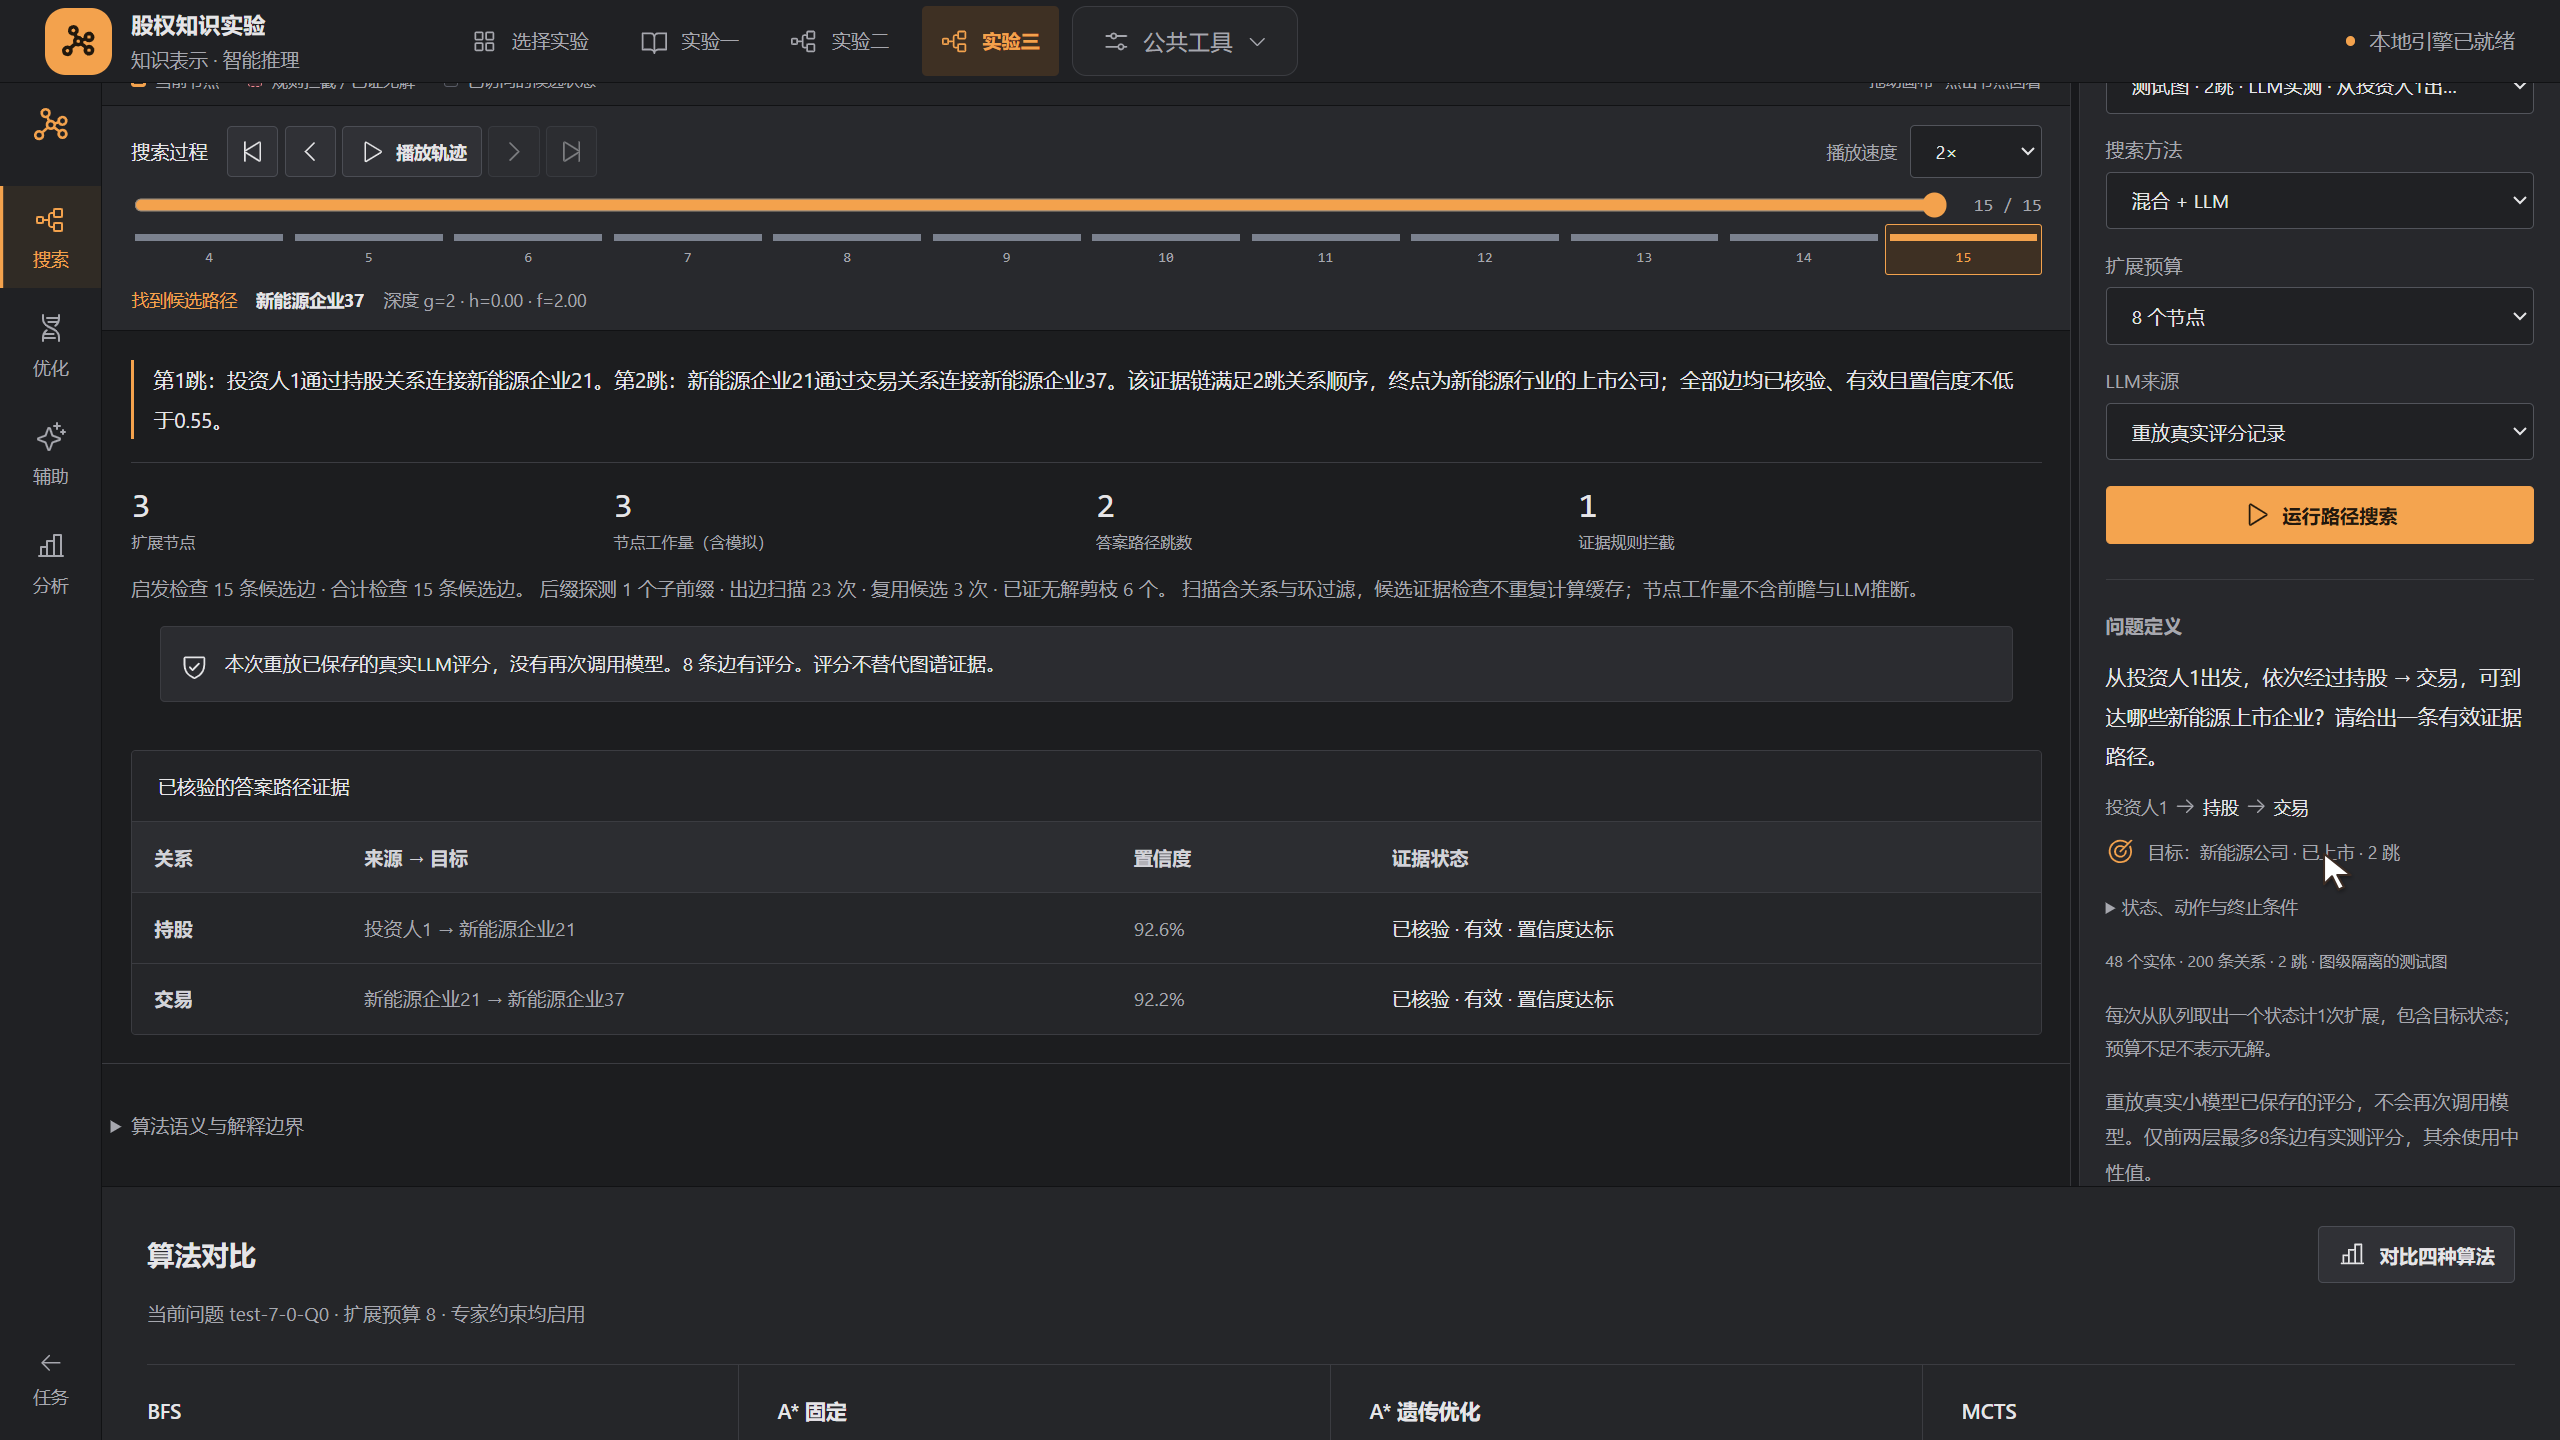 股权知识实验
知识表示 · 智能推理
选择实验
实验一
实验二
实验三
公共工具
本地引擎已就绪
搜索
优化
辅助
分析
任务
搜索过程
播放轨迹
播放速度
2×
15 / 15
4
5
6
7
8
9
10
11
12
13
14
15
找到候选路径 新能源企业37 深度 g=2 · h=0.00 · f=2.00
第1跳：投资人1通过持股关系连接新能源企业21。第2跳：新能源企业21通过交易关系连接新能源企业37。该证据链满足2跳关系顺序，终点为新能源行业的上市公司；全部边均已核验、有效且置信度不低
于0.55。
3
扩展节点
3
节点工作量（含模拟）
2
答案路径跳数
1
证据规则拦截
启发检查 15 条候选边 · 合计检查 15 条候选边。 后缀探测 1 个子前缀 · 出边扫描 23 次 · 复用候选 3 次 · 已证无解剪枝 6 个。 扫描含关系与环过滤，候选证据检查不重复计算缓存；节点工作量不含前瞻与LLM推断。
本次重放已保存的真实LLM评分，没有再次调用模型。8 条边有评分。评分不替代图谱证据。
已核验的答案路径证据
关系 来源 → 目标 置信度 证据状态
持股 投资人1 → 新能源企业21 92.6% 已核验 · 有效 · 置信度达标
交易 新能源企业21 → 新能源企业37 92.2% 已核验 · 有效 · 置信度达标
算法语义与解释边界
测试图 · 2跳 · LLM实测 · 从投资人1出...
搜索方法
混合 + LLM
扩展预算
8 个节点
LLM来源
重放真实评分记录
运行路径搜索
问题定义
从投资人1出发，依次经过持股 → 交易，可到
达哪些新能源上市企业？请给出一条有效证据
路径。
投资人1 → 持股 → 交易
目标：新能源公司 · 已上市 · 2 跳
状态、动作与终止条件
48 个实体 · 200 条关系 · 2 跳 · 图级隔离的测试图
每次从队列取出一个状态计1次扩展，包含目标状态；
预算不足不表示无解。
重放真实小模型已保存的评分，不会再次调用模
型。仅前两层最多8条边有实测评分，其余使用中
性值。
算法对比
对比四种算法
当前问题 test-7-0-Q0 · 扩展预算 8 · 专家约束均启用
BFS
A* 固定
A* 遗传优化
MCTS